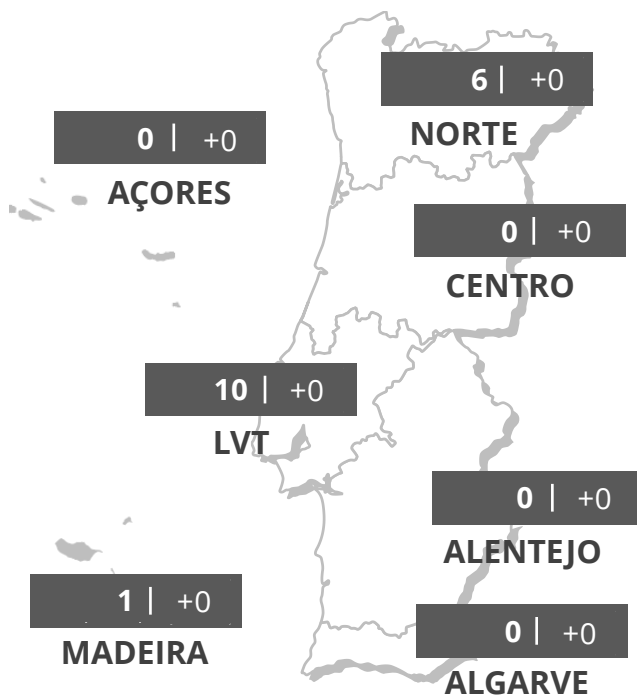 6 | +0
NORTE
0 | +0
AÇORES
0 | +0
CENTRO
10 | +0
LVT
0 | +0
ALENTEJO
1 | +0
MADEIRA
0 | +0
ALGARVE